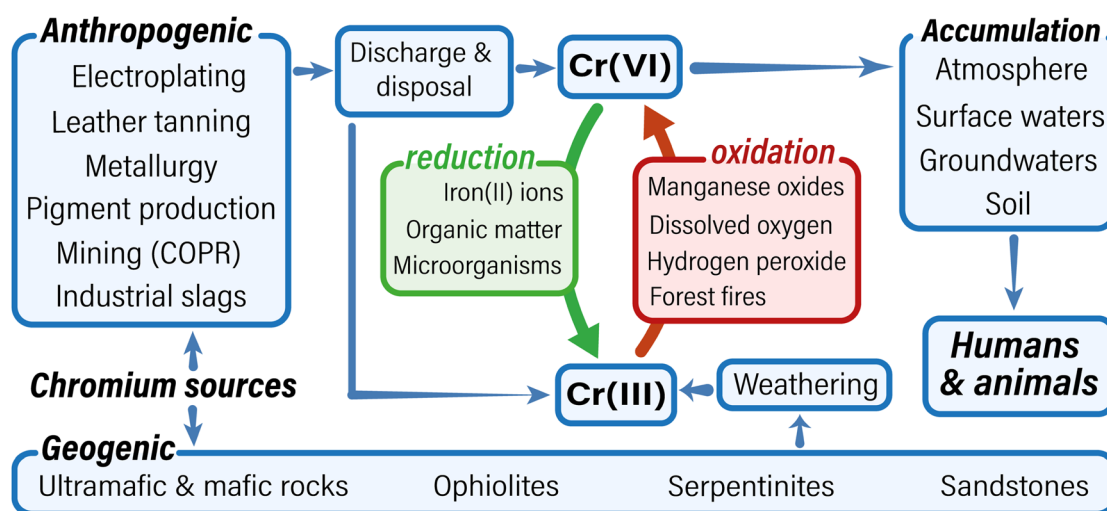 Anthropogenic
Electroplating
Leather tanning
Metallurgy
Pigment production
Mining (COPR)
Industrial slags
Discharge &
disposal
Cr(VI)
Accumulation
Atmosphere
Surface waters
Groundwaters
Soil
reduction
Iron(II) ions
Organic matter
Microorganisms
oxidation
Manganese oxides
Dissolved oxygen
Hydrogen peroxide
Forest fires
Humans
& animals
Chromium sources
Cr(III)
Weathering
Geogenic
Ultramafic & mafic rocks
Ophiolites
Serpentinites
Sandstones